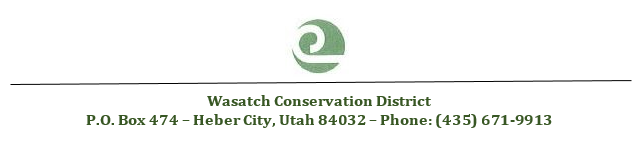 Wasatch Conservation District
P.O. Box 474 – Heber City, Utah 84032 – Phone: (435) 671-9913